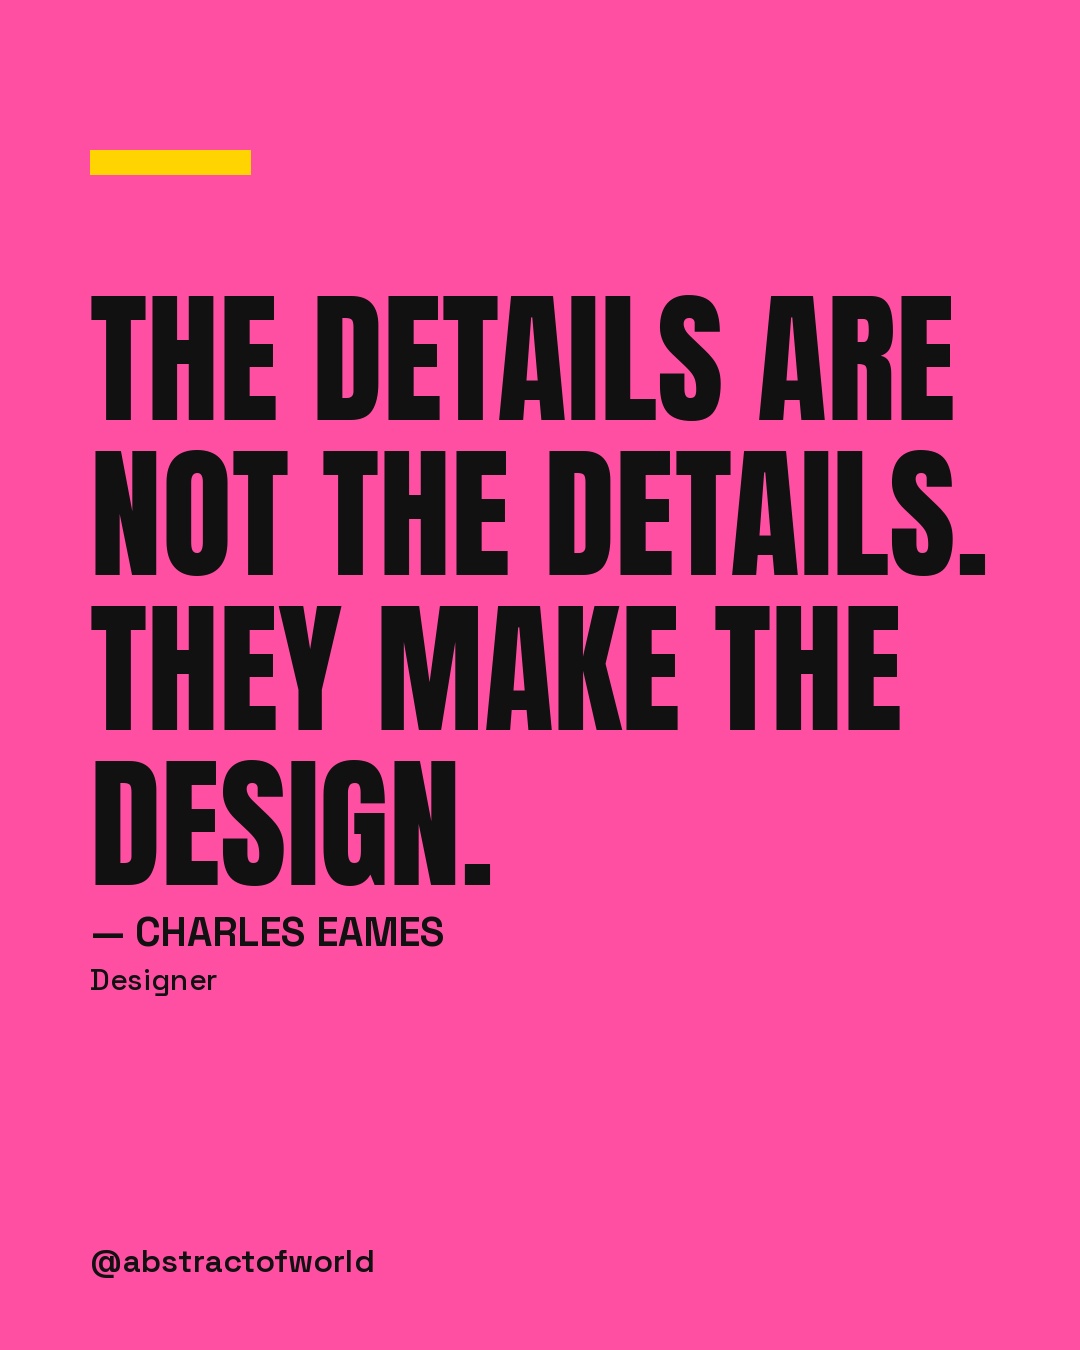 THE DETAILS ARE
NOT THE DETAILS.
THEY MAKE THE
DESIGN.
— CHARLES EAMES
Designer
@abstractofworld